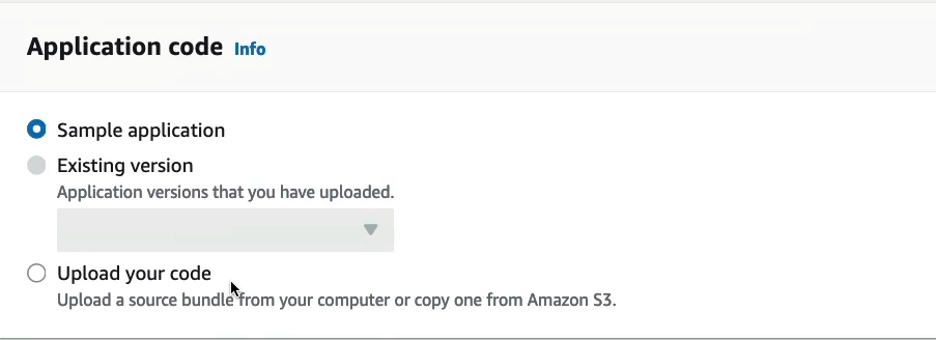 Application code Info
Sample application
Existing version
Application versions that you have uploaded.
Upload your code
Upload a source bundle from your computer or copy one from Amazon S3.